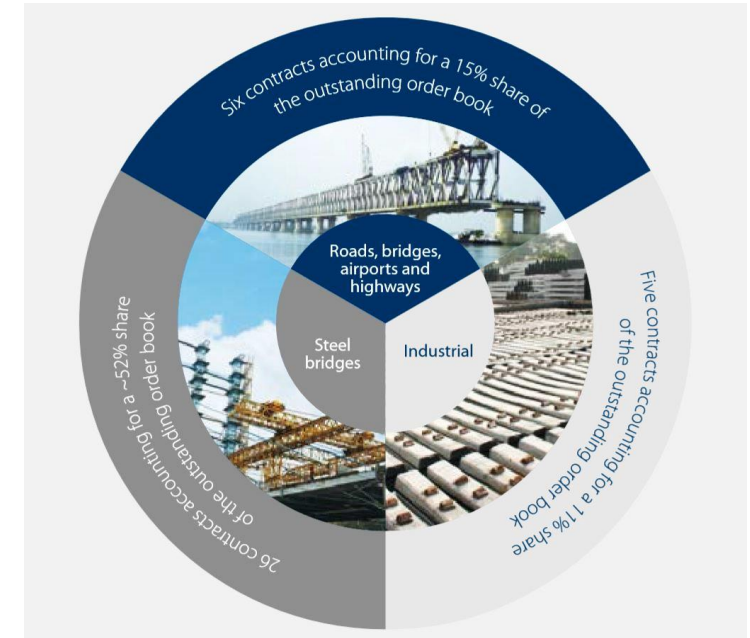 Six contracts accounting for a 15% share of
the outstanding order book
Roads, bridges,
airports and
highways
Steel
bridges
Industrial
26 contracts accounting for a ~52% share
of the outstanding order book
Five contracts accounting for a 11% share
of the outstanding order book